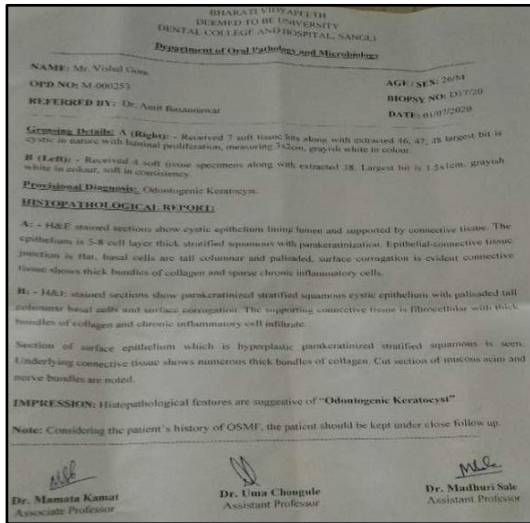 BHARATI VIDYAPEETH
DEEMED TO BE UNIVERSITY
DENTAL COLLEGE AND HOSPITAL, SANGLI
Department of Oral Pathology and Microbiology
NAME: Mr. Vishal
AGE / SEX: 26/M
OPD NO: M-000253
BIOPSY NO: D17/20
REFERRED BY: Dr. Amit
DATE: 01/07/2020
Grossing Details: A (Right): - Received 7 soft tissue bits along with extracted 46, 47, 48 largest bit is
cystic in nature with luminal proliferation, measuring 3x2cm, grayish white in colour.
B (Left): - Received 4 soft tissue specimens along with extracted 38. Largest bit is 1.5x1cm, grayish
white in colour, soft in consistency.
Provisional Diagnosis: Odontogenic Keratocyst.
HISTOPATHOLOGICAL REPORT:
A: - H&E stained sections show cystic epithelium lining lumen and supported by connective tissue. The
epithelium is 5-8 cell layer thick stratified squamous with parakeratinization. Epithelial-connective tissue
junction is flat, basal cells are tall columnar and palisaded, surface corrugation is evident connective
tissue shows thick bundles of collagen and sparse chronic inflammatory cells.
B: - H&E stained sections show parakeratinized stratified squamous cystic epithelium with palisaded tall
columnar basal cells and surface corrugation. The supporting connective tissue is fibrocellular with thick
bundles of collagen and chronic inflammatory cell infiltrate.
Section of surface epithelium which is hyperplastic parakeratinized stratified squamous is seen.
Underlying connective tissue shows numerous thick bundles of collagen. Cut section of mucous acini and
nerve bundles are noted.
IMPRESSION: Histopathological features are suggestive of "Odontogenic Keratocyst"
Note: Considering the patient's history of OSMF, the patient should be kept under close follow up.
Dr. Mamata Kamat
Associate Professor
Dr. Uma Chougule
Assistant Professor
Dr. Madhuri Sale
Assistant Professor